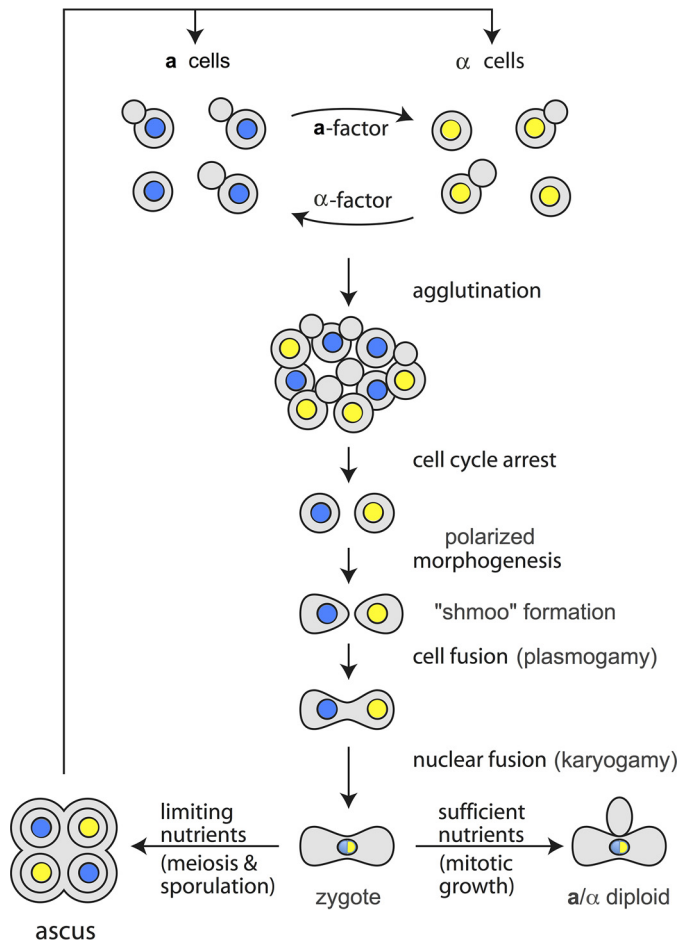 a cells
α cells
a-factor
α-factor
agglutination
cell cycle arrest
polarized
morphogenesis
"shmoo" formation
cell fusion (plasmogamy)
nuclear fusion (karyogamy)
limiting
nutrients
(meiosis &
sporulation)
sufficient
nutrients
(mitotic
growth)
zygote
a/α diploid
ascus